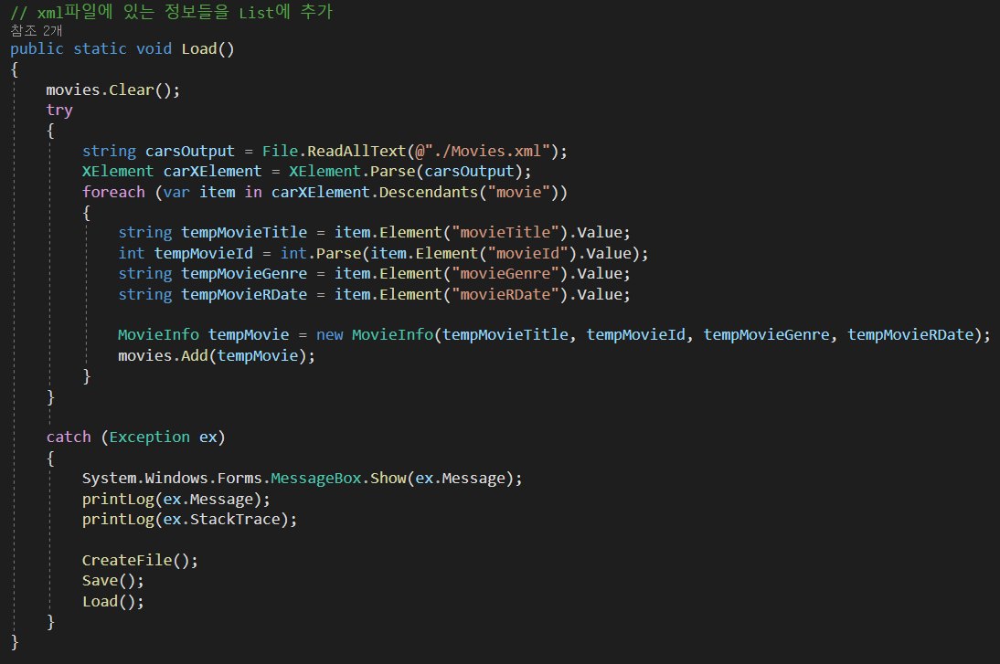 // xml파일에 있는 정보들을 List에 추가
참조 2개
public static void Load()
{
movies.Clear();
try
{
string carsOutput = File.ReadAllText(@"./Movies.xml");
XElement carXElement = XElement.Parse(carsOutput);
foreach (var item in carXElement.Descendants("movie"))
{
string tempMovieTitle = item.Element("movieTitle").Value;
int tempMovieId = int.Parse(item.Element("movieId").Value);
string tempMovieGenre = item.Element("movieGenre").Value;
string tempMovieRDate = item.Element("movieRDate").Value;
MovieInfo tempMovie = new MovieInfo(tempMovieTitle, tempMovieId, tempMovieGenre, tempMovieRDate);
movies.Add(tempMovie);
}
}
catch (Exception ex)
{
System.Windows.Forms.MessageBox.Show(ex.Message);
printLog(ex.Message);
printLog(ex.StackTrace);
CreateFile();
Save();
Load();
}
}